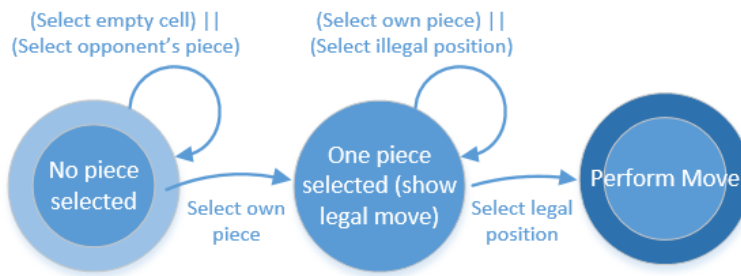 (Select empty cell) ||
(Select opponent's piece)
(Select own piece) ||
(Select illegal position)
No piece
selected
Select own
piece
One piece
selected (show
legal move)
Select legal
position
Perform Move